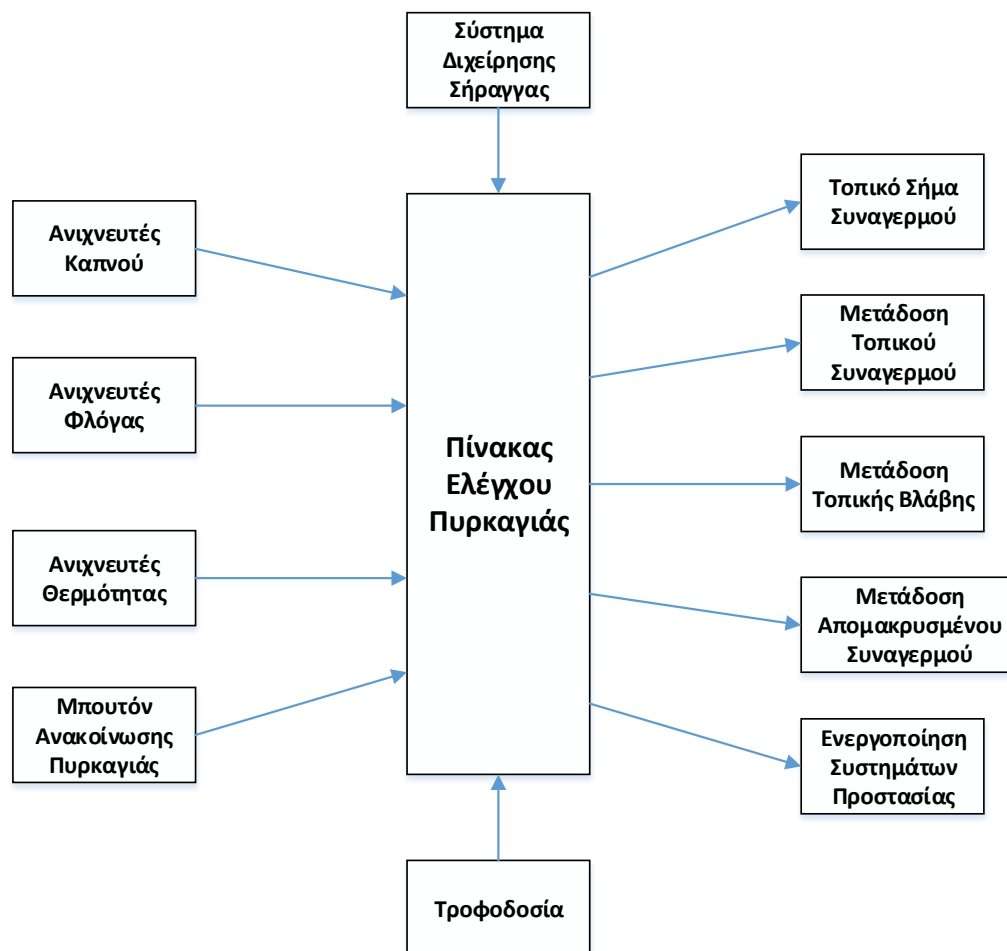 Σύστημα
Διχείρησης
Σήραγγας
Ανιχνευτές
Καπνού
Ανιχνευτές
Φλόγας
Ανιχνευτές
Θερμότητας
Μπουτόν
Ανακοίνωσης
Πυρκαγιάς
Πίνακας
Ελέγχου
Πυρκαγιάς
Τοπικό Σήμα
Συναγερμού
Μετάδοση
Τοπικού
Συναγερμού
Μετάδοση
Τοπικής Βλάβης
Μετάδοση
Απομακρυσμένου
Συναγερμού
Ενεργοποίηση
Συστημάτων
Προστασίας
Τροφοδοσία